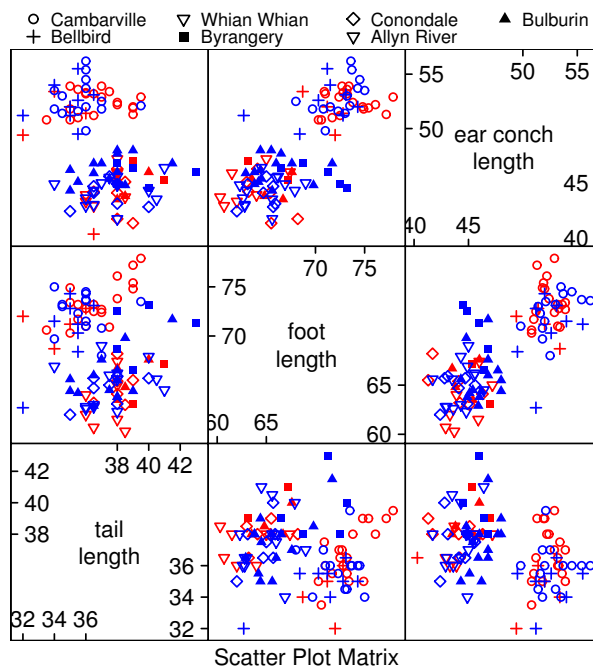 Cambarville Whian Whian Conondale Bulburin
Bellbird Byrangery Allyn River
55
50
50 55
ear conch
length
45
40
40 45
70 75
75
70
foot
length
65
60
60 65
38 40 42
42
40
38
tail
length
36
34
32
32 34 36
Scatter Plot Matrix